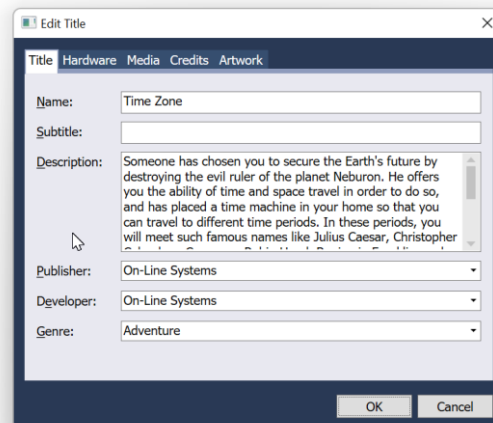 Edit Title
Title Hardware Media Credits Artwork
Name: Time Zone
Subtitle:
Description: Someone has chosen you to secure the Earth's future by
destroying the evil ruler of the planet Neburon. He offers
you the ability of time and space travel in order to do so,
and has placed a time machine in your home so that you
can travel to different time periods. In these periods, you
will meet such famous names like Julius Caesar, Christopher
Publisher: On-Line Systems
Developer: On-Line Systems
Genre: Adventure
OK Cancel